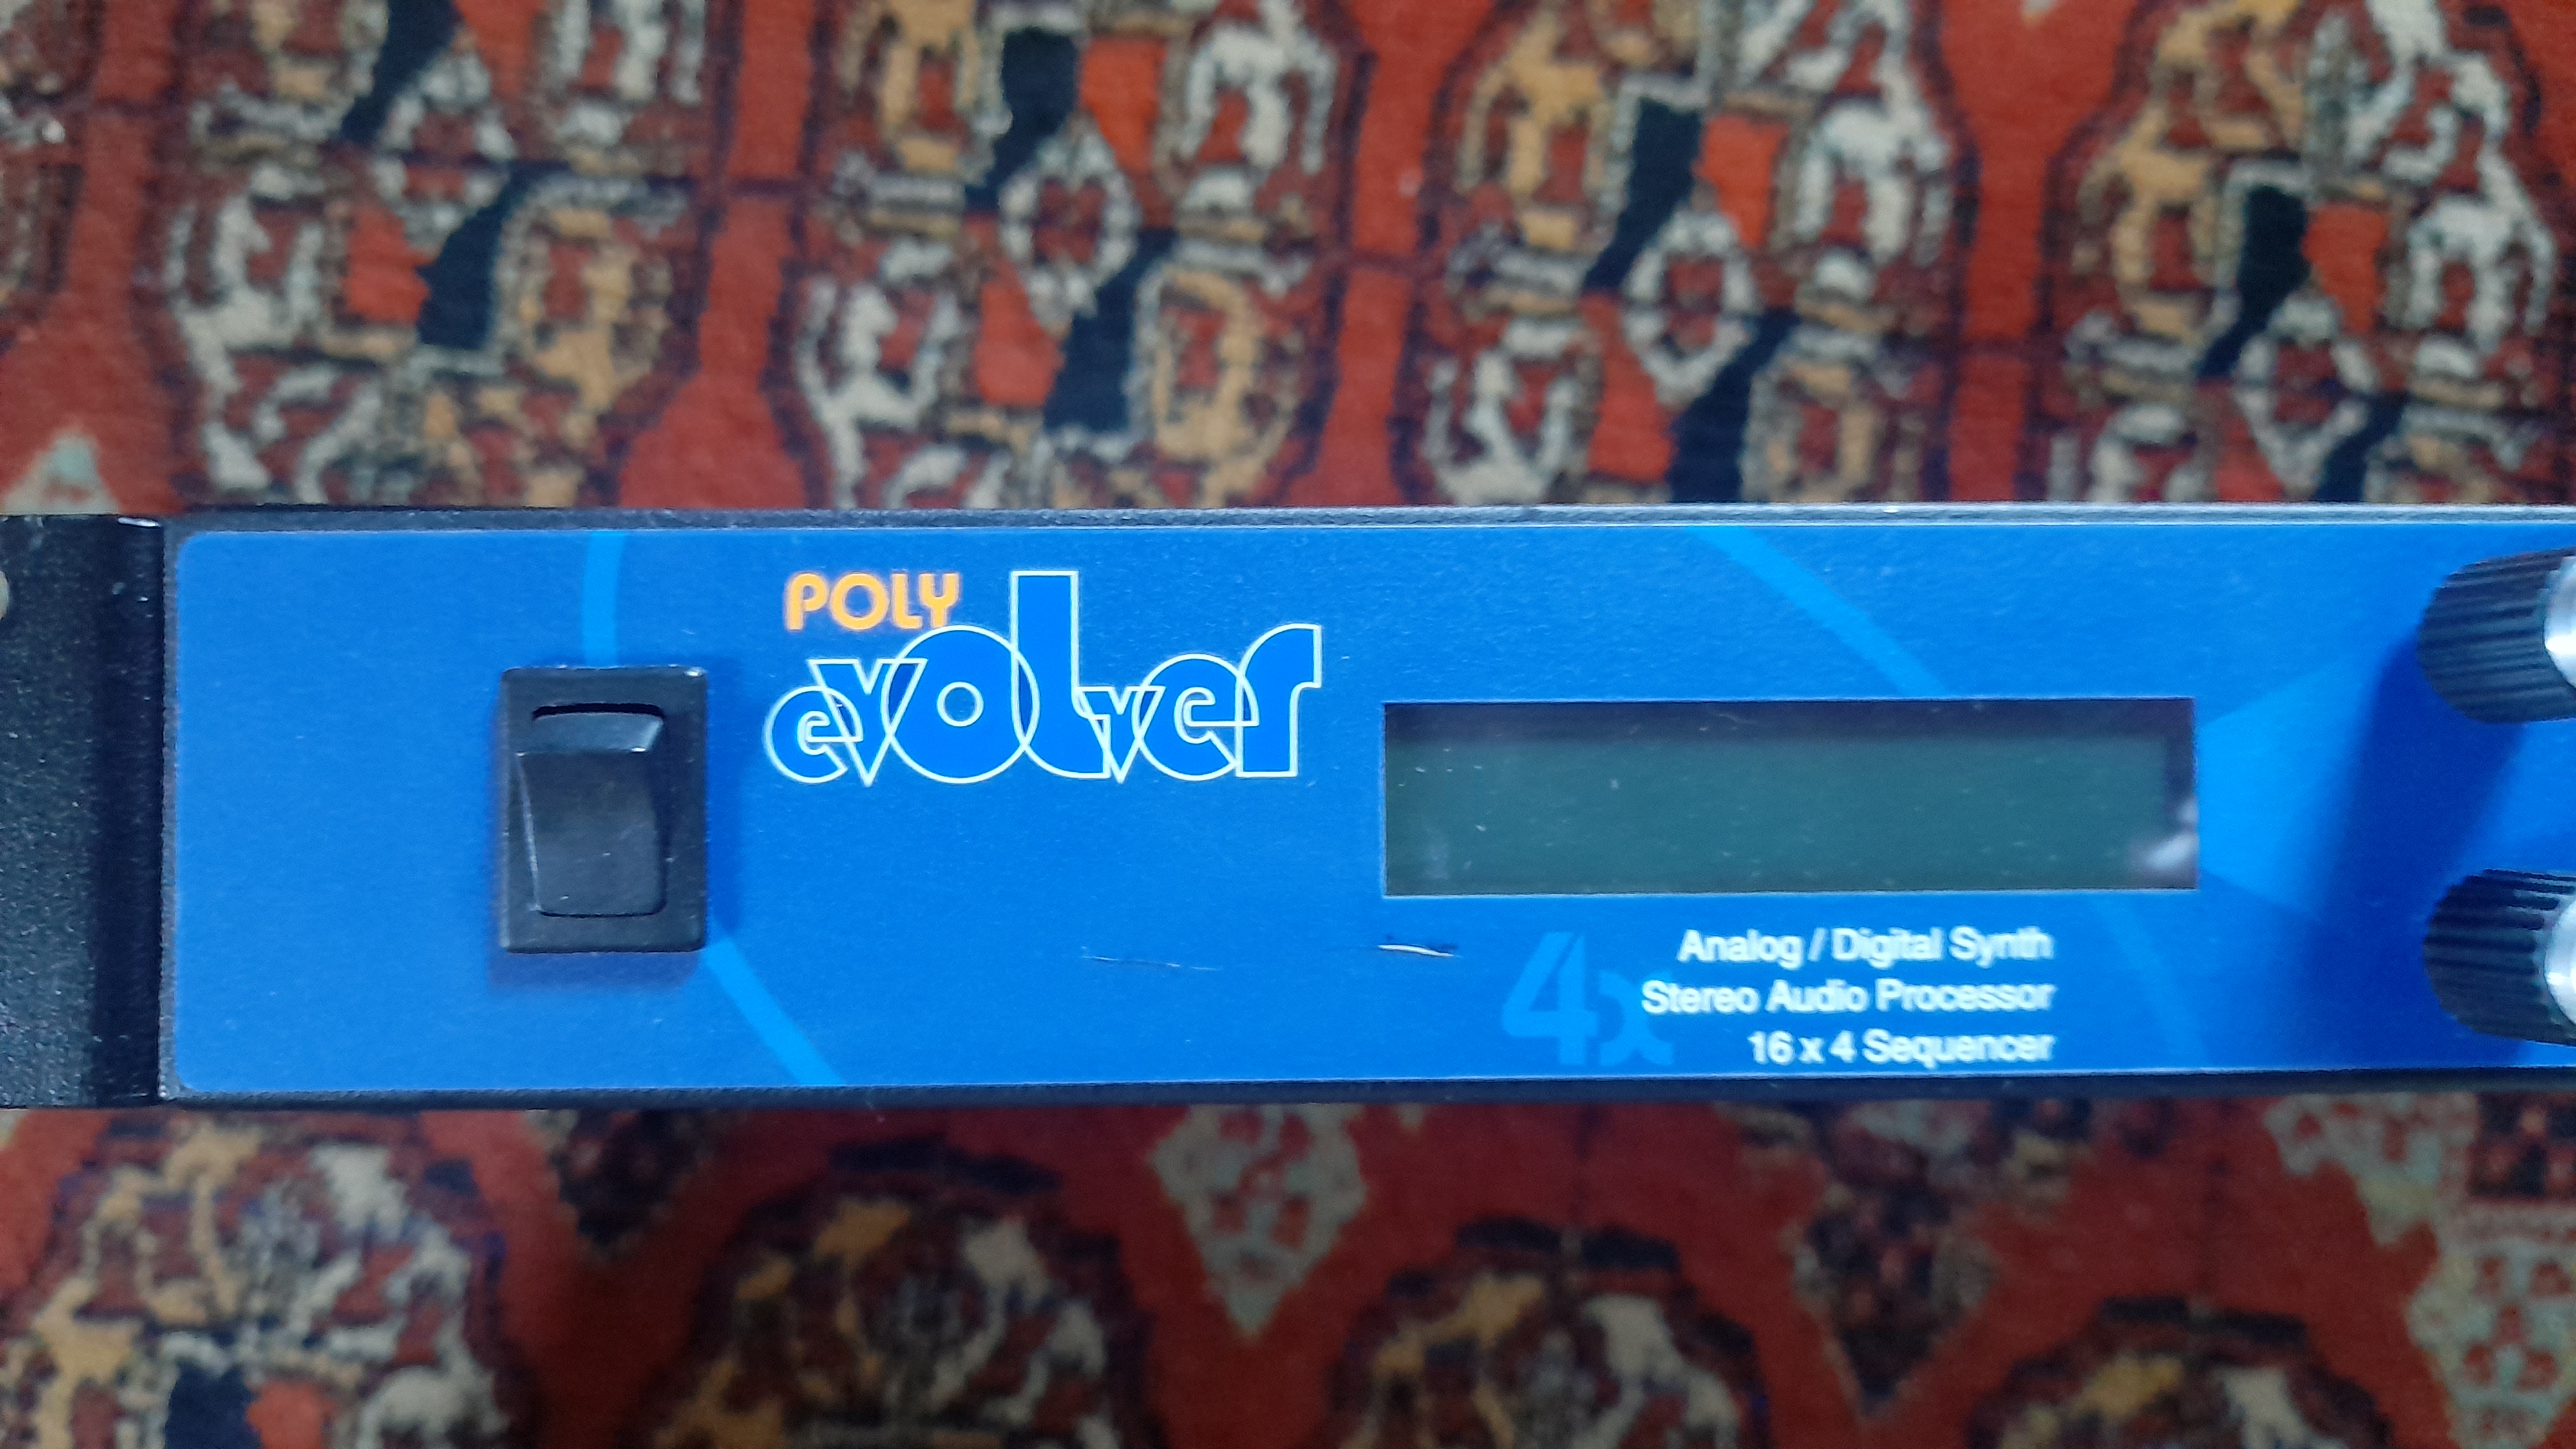 POLY
evolver
4x
Analog / Digital Synth
Stereo Audio Processor
16 x 4 Sequencer